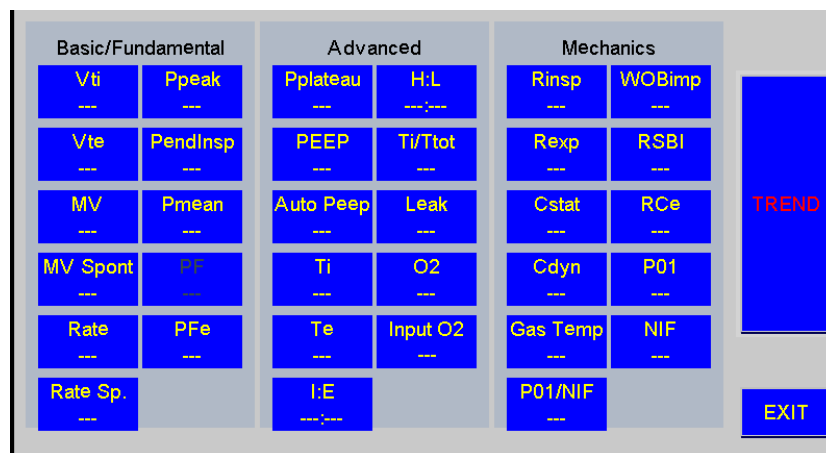 Basic/Fundamental Advanced Mechanics
Vti Ppeak Pplateau H:L Rinsp WOBimp
--- --- --- ---:--- --- ---
Vte PendInsp PEEP Ti/Ttot Rexp RSBI
--- --- --- --- --- ---
MV Pmean Auto Peep Leak Cstat RCe TREND
--- --- --- --- --- ---
MV Spont PF Ti O2 Cdyn P01
--- --- --- --- --- ---
Rate PFe Te Input O2 Gas Temp NIF
--- --- --- --- --- ---
Rate Sp. I:E P01/NIF EXIT
--- ---:--- ---